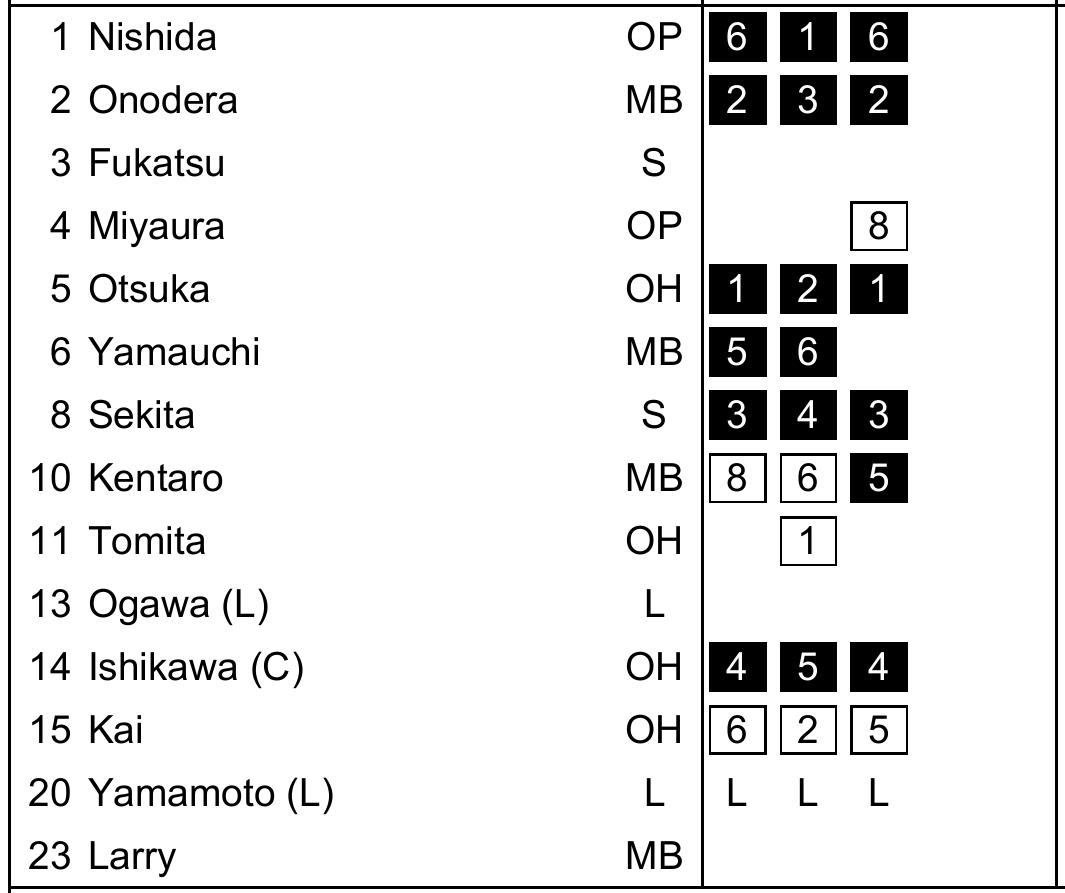 1 Nishida OP 6 1 6
2 Onodera MB 2 3 2
3 Fukatsu S
4 Miyaura OP 8
5 Otsuka OH 1 2 1
6 Yamauchi MB 5 6
8 Sekita S 3 4 3
10 Kentaro MB 8 6 5
11 Tomita OH 1
13 Ogawa (L) L
14 Ishikawa (C) OH 4 5 4
15 Kai OH 6 2 5
20 Yamamoto (L) L L L L
23 Larry MB